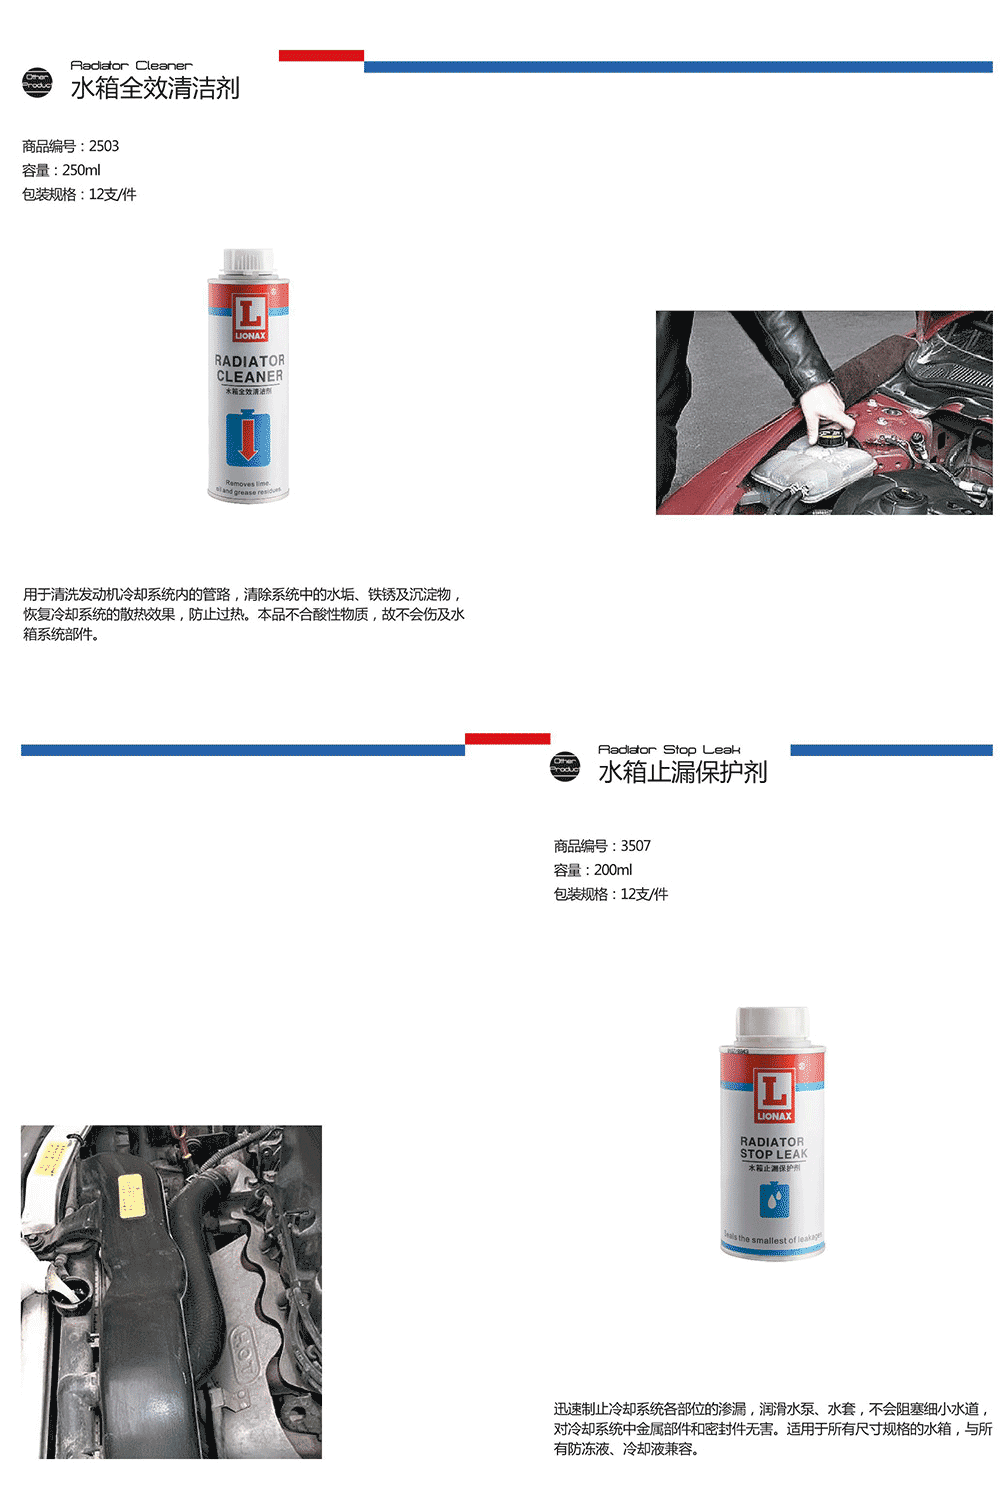 Radiator Cleaner
Other
Product
水箱全效清洁剂
商品编号：2503
容量：250ml
包装规格：12支/件
L
®
LIONAX
RADIATOR
CLEANER
水箱全效清洁剂
Removes lime,
oil and grease residues.
用于清洗发动机冷却系统内的管路，清除系统中的水垢、铁锈及沉淀物，
恢复冷却系统的散热效果，防止过热。本品不含酸性物质，故不会伤及水
箱系统部件。
Radiator Stop Leak
Other
Product
水箱止漏保护剂
商品编号：3507
容量：200ml
包装规格：12支/件
L
®
LIONAX
RADIATOR
STOP LEAK
水箱止漏保护剂
Seals the smallest of leakages
迅速制止冷却系统各部位的渗漏，润滑水泵、水套，不会阻塞细小水道，
对冷却系统中金属部件和密封件无害。适用于所有尺寸规格的水箱，与所
有防冻液、冷却液兼容。